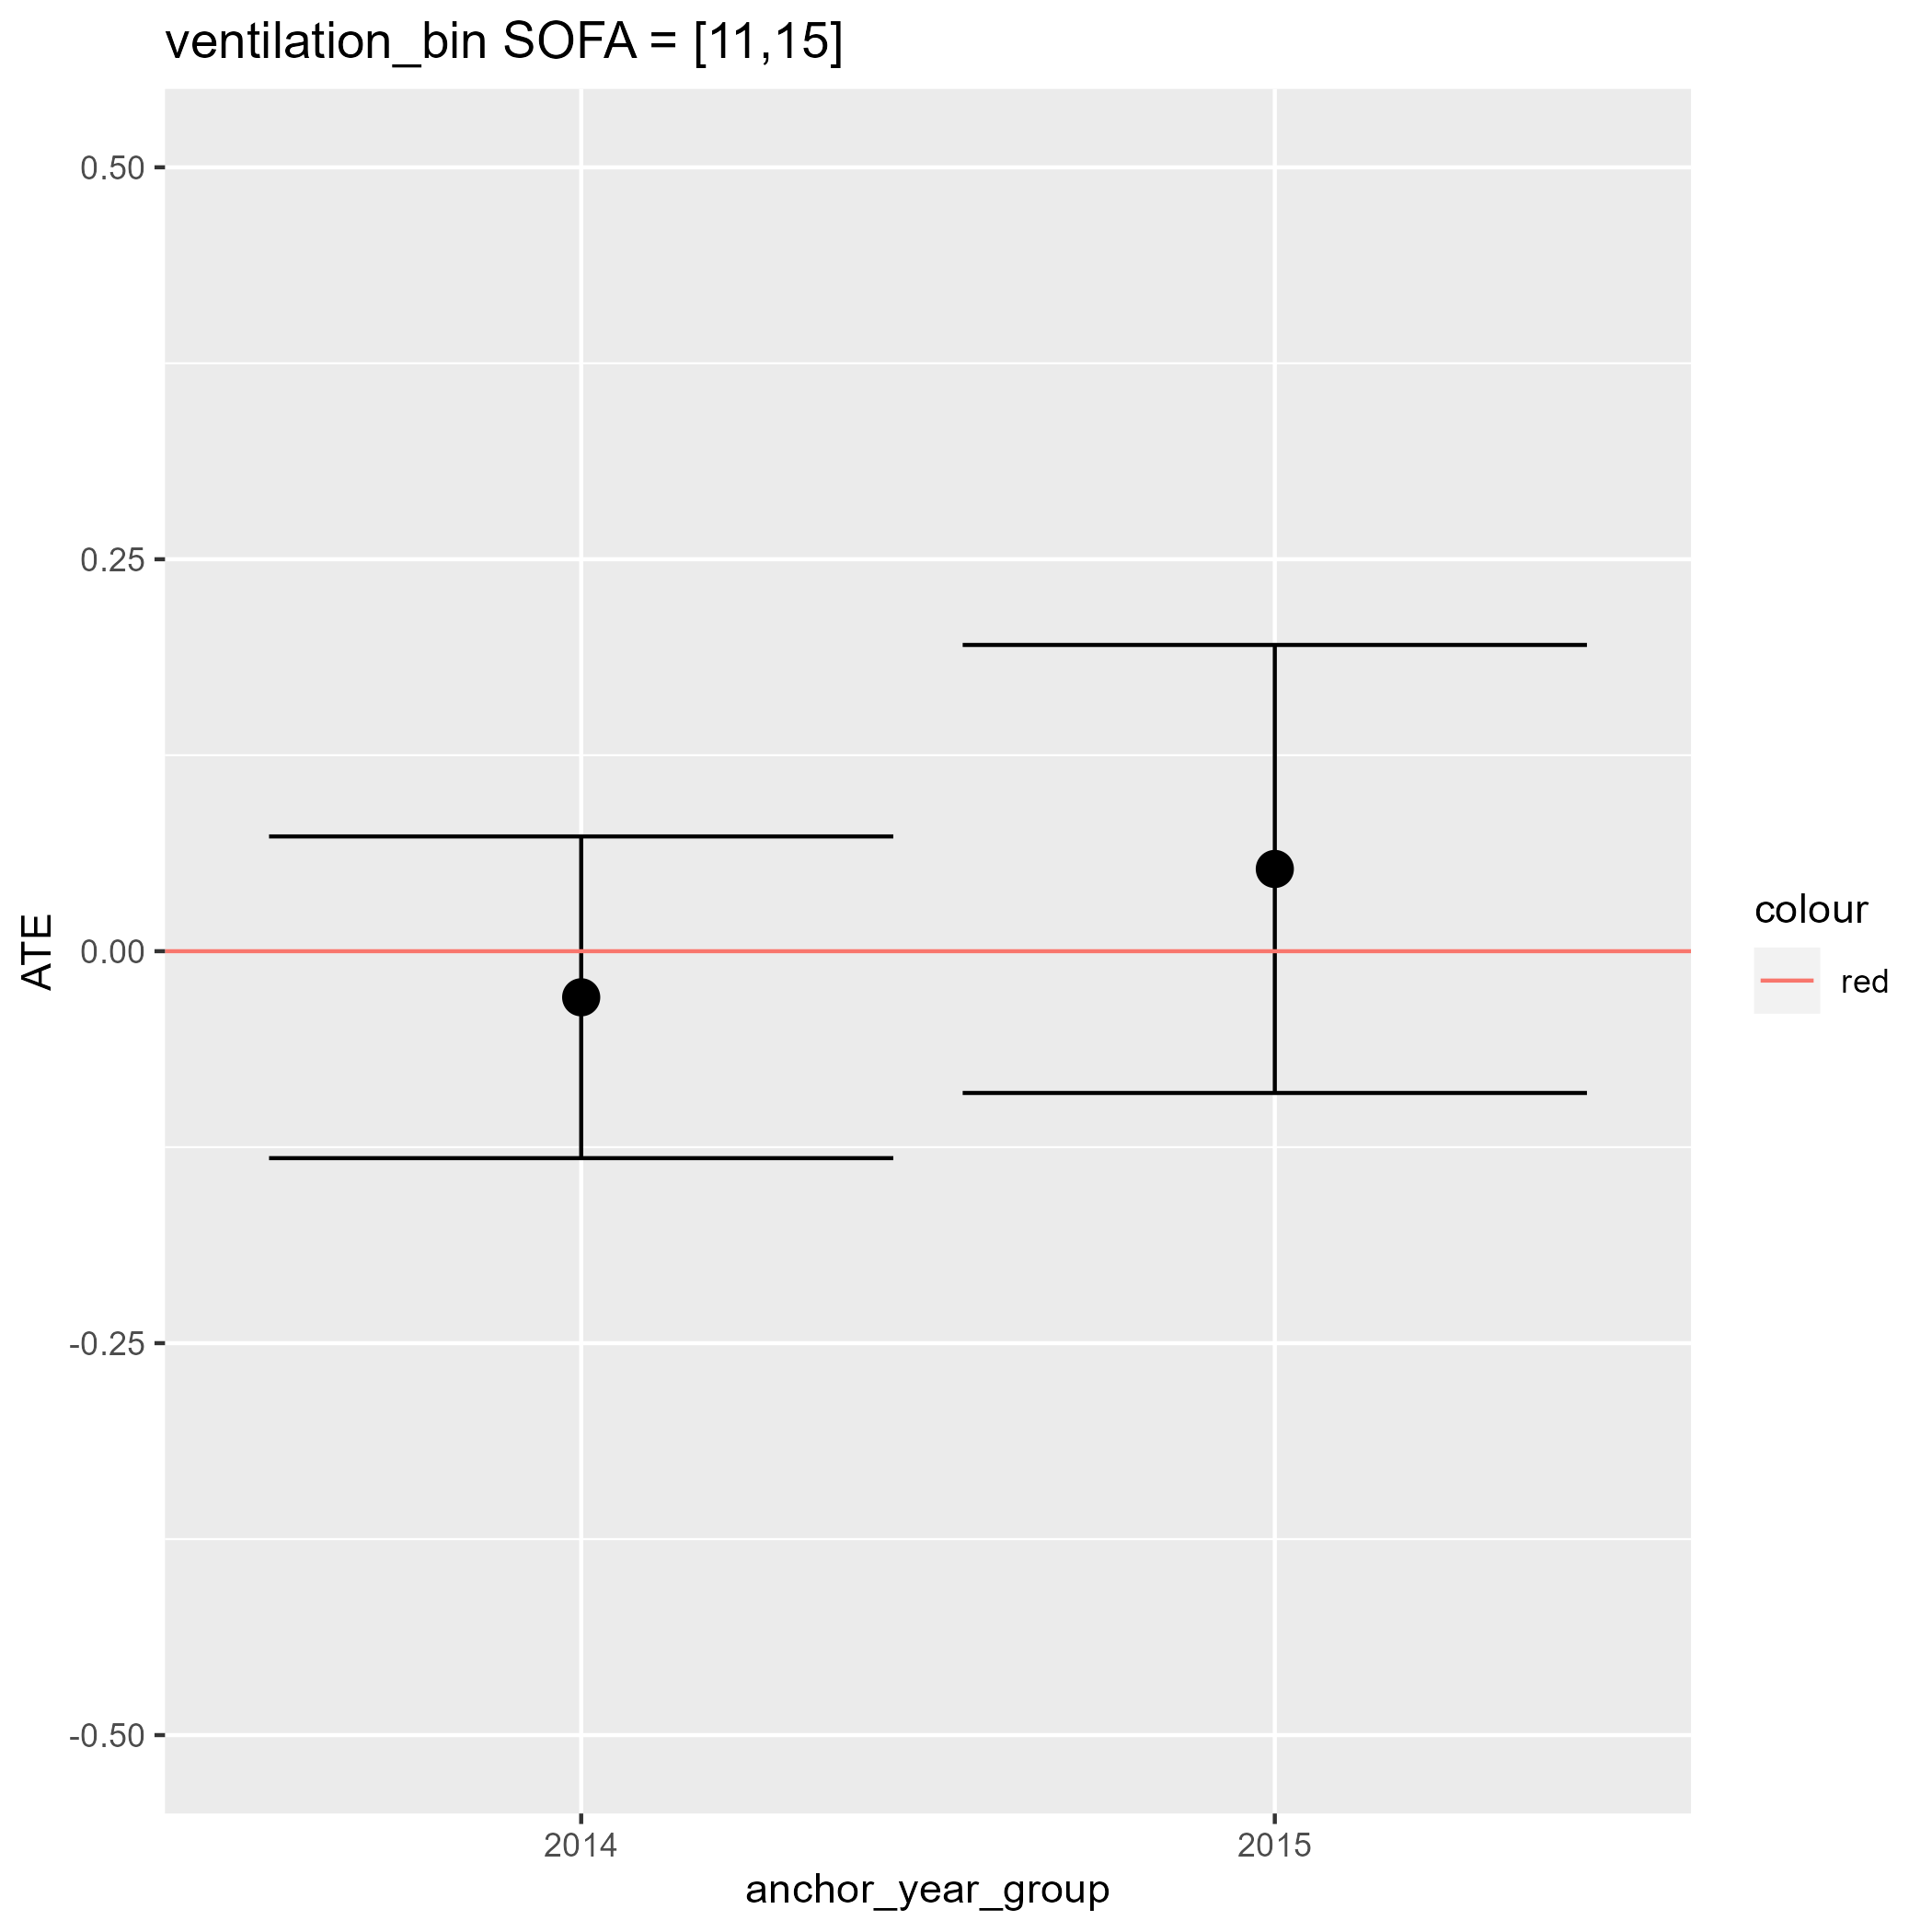 ventilation_bin SOFA = [11,15]
0.50
0.25
0.00
-0.25
-0.50
ATE
2014
2015
anchor_year_group
colour
red